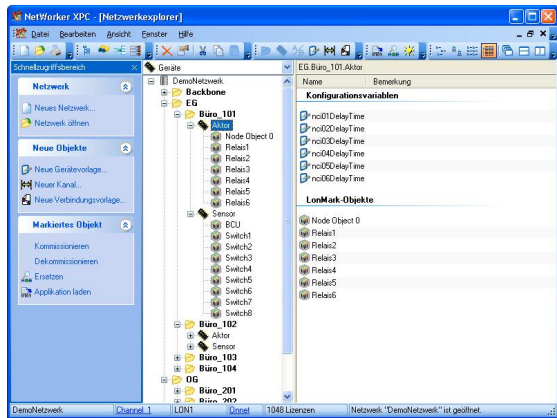 NetWorker XPC - [Netzwerkexplorer]
Datei Bearbeiten Ansicht Fenster Hilfe
Schnellzugriffsbereich
Netzwerk
Neues Netzwerk...
Netzwerk öffnen
Neue Objekte
Neue Gerätevorlage...
Neuer Kanal...
Neue Verbindungsvorlage...
Markiertes Objekt
Kommissionieren
Dekommissionieren
Ersetzen
Applikation laden
Geräte
DemoNetzwerk
Backbone
EG
Büro_101
Aktor
Node Object 0
Relais1
Relais2
Relais3
Relais4
Relais5
Relais6
Sensor
BCU
Switch1
Switch2
Switch3
Switch4
Switch5
Switch6
Switch7
Switch8
Büro_102
Aktor
Sensor
Büro_103
Büro_104
OG
Büro_201
Büro_202
EG.Büro_101.Aktor
Name Bemerkung
Konfigurationsvariablen
nci01DelayTime
nci02DelayTime
nci03DelayTime
nci04DelayTime
nci05DelayTime
nci06DelayTime
LonMark-Objekte
Node Object 0
Relais1
Relais2
Relais3
Relais4
Relais5
Relais6
DemoNetzwerk Channel_1 LON1 Onnet 1048 Lizenzen Netzwerk "DemoNetzwerk" ist geöffnet.